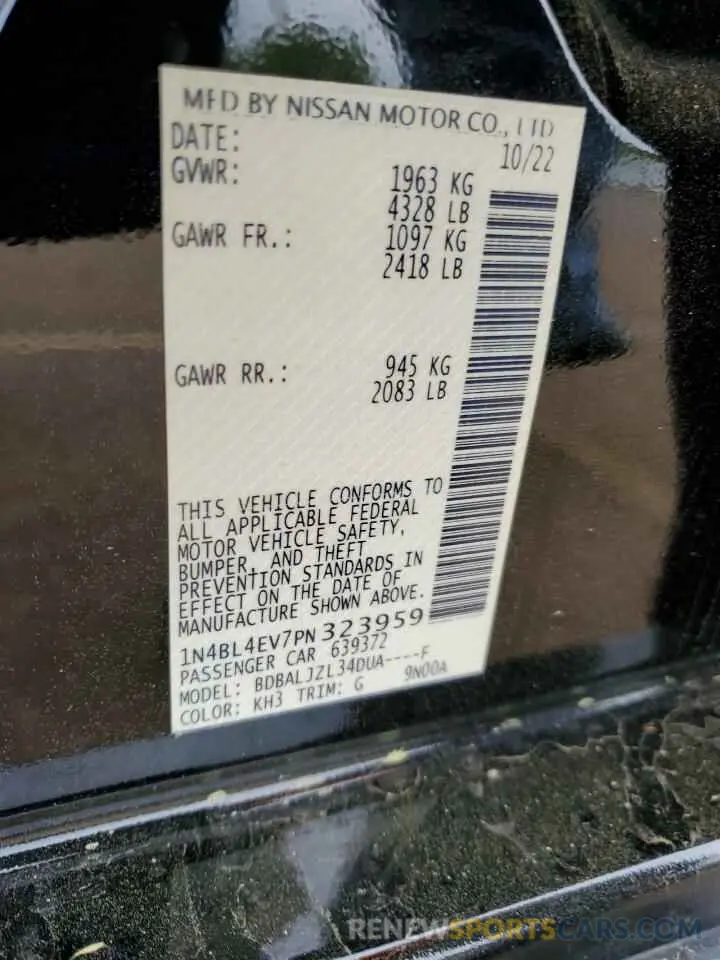 MFD BY NISSAN MOTOR CO., LTD
DATE: 10/22
GVWR: 1963 KG
4328 LB
GAWR FR.: 1097 KG
2418 LB
GAWR RR.: 945 KG
2083 LB
THIS VEHICLE CONFORMS TO
ALL APPLICABLE FEDERAL
MOTOR VEHICLE SAFETY,
BUMPER, AND THEFT
PREVENTION STANDARDS IN
EFFECT ON THE DATE OF
MANUFACTURE SHOWN ABOVE.
1N4BL4EV7PN323959
PASSENGER CAR 639372
MODEL: BDBALJZL34DUA----F
COLOR: KH3 TRIM: G 9N00A
RENEWSPORTSCARS.COM